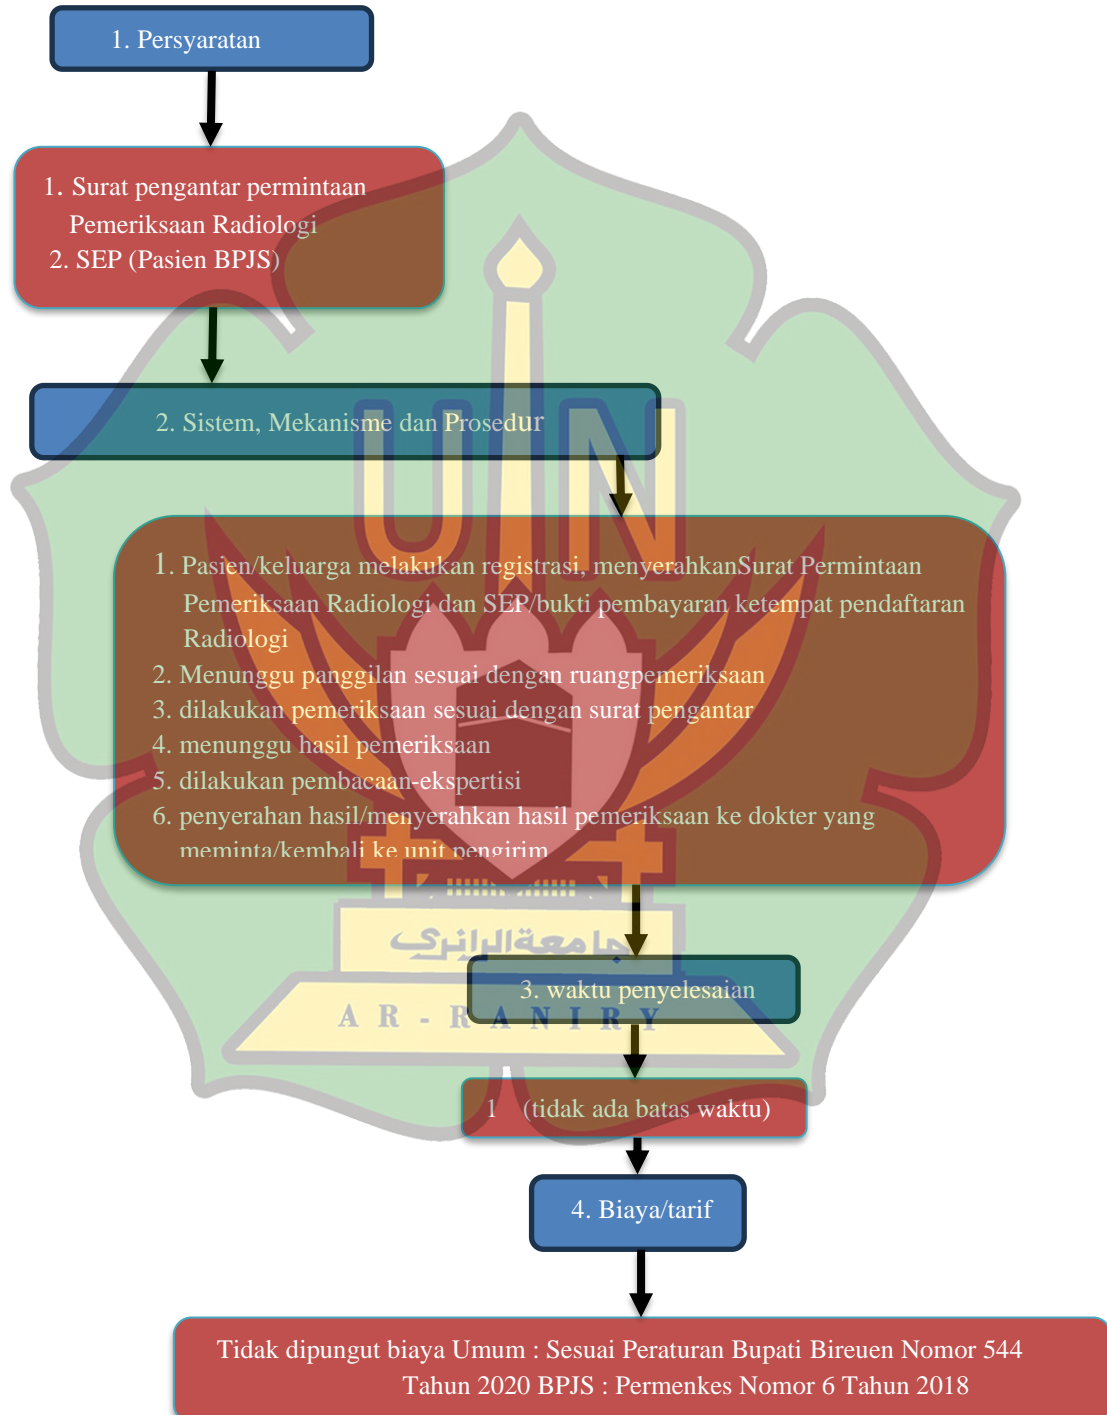 1. Persyaratan
1. Surat pengantar permintaan
Pemeriksaan Radiologi
2. SEP (Pasien BPJS)
2. Sistem, Mekanisme dan Prosedur
UIN
1. Pasien/keluarga melakukan registrasi, menyerahkanSurat Permintaan
Pemeriksaan Radiologi dan SEP/bukti pembayaran ketempat pendaftaran
Radiologi
2. Menunggu panggilan sesuai dengan ruangpemeriksaan
3. dilakukan pemeriksaan sesuai dengan surat pengantar
4. menunggu hasil pemeriksaan
5. dilakukan pembacaan-ekspertisi
6. penyerahan hasil/menyerahkan hasil pemeriksaan ke dokter yang
meminta/kembali ke unit pengirim
جامعة الرانري
3. waktu penyelesaian
AR-RANIRY
1 (tidak ada batas waktu)
4. Biaya/tarif
Tidak dipungut biaya Umum : Sesuai Peraturan Bupati Bireuen Nomor 544
Tahun 2020 BPJS : Permenkes Nomor 6 Tahun 2018